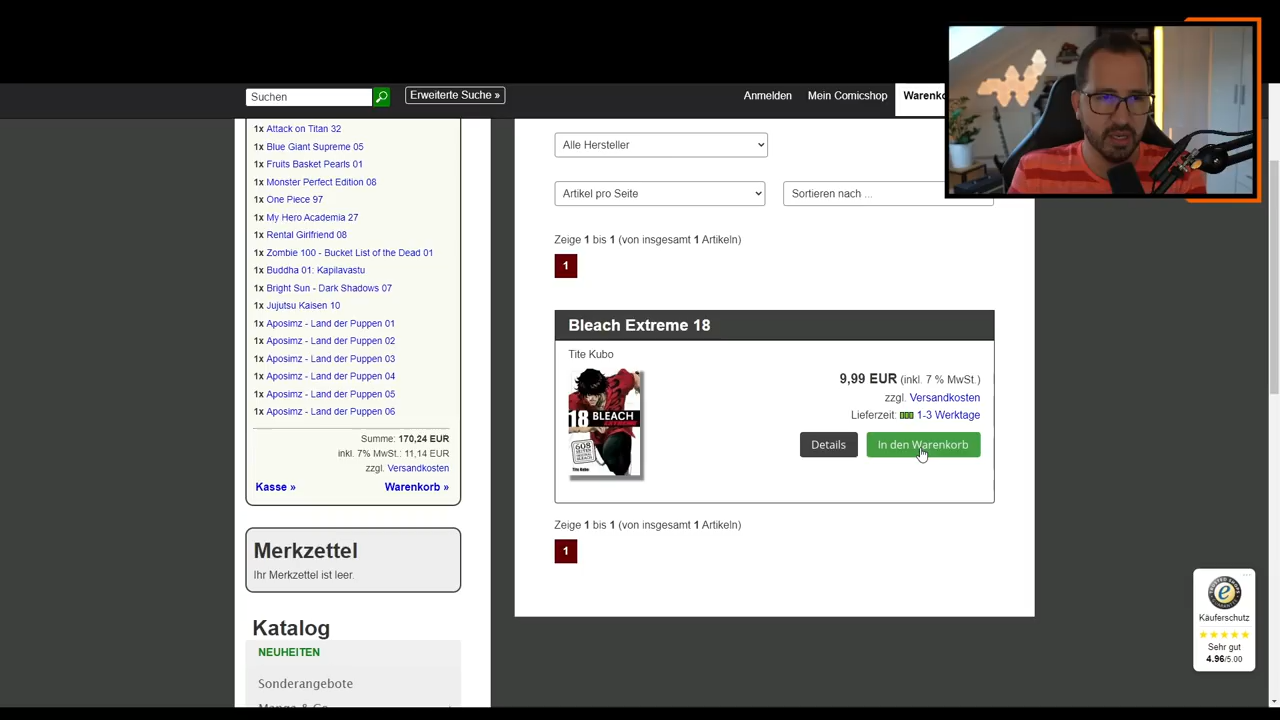 Suchen
Erweiterte Suche »
Anmelden
Mein Comicshop
1x Attack on Titan 32
1x Blue Giant Supreme 05
1x Fruits Basket Pearls 01
1x Monster Perfect Edition 08
1x One Piece 97
1x My Hero Academia 27
1x Rental Girlfriend 08
1x Zombie 100 - Bucket List of the Dead 01
1x Buddha 01: Kapilavastu
1x Bright Sun - Dark Shadows 07
1x Jujutsu Kaisen 10
1x Aposimz - Land der Puppen 01
1x Aposimz - Land der Puppen 02
1x Aposimz - Land der Puppen 03
1x Aposimz - Land der Puppen 04
1x Aposimz - Land der Puppen 05
1x Aposimz - Land der Puppen 06
Summe: 170,24 EUR
inkl. 7% MwSt.: 11,14 EUR
zzgl. Versandkosten
Kasse »
Warenkorb »
Merkzettel
Ihr Merkzettel ist leer.
Katalog
NEUHEITEN
Sonderangebote
Alle Hersteller
Artikel pro Seite
Sortieren nach ...
Zeige 1 bis 1 (von insgesamt 1 Artikeln)
1
Bleach Extreme 18
Tite Kubo
18 BLEACH
EXTREME
Tite Kubo
9,99 EUR (inkl. 7 % MwSt.)
zzgl. Versandkosten
Lieferzeit: 1-3 Werktage
Details
In den Warenkorb
Zeige 1 bis 1 (von insgesamt 1 Artikeln)
1
Käuferschutz
Sehr gut
4.96/5.00